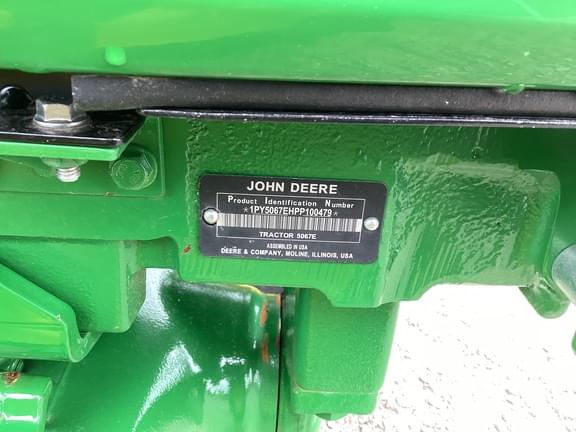 JOHN DEERE
Product Identification Number
*1PY5067EHPP100479*
TRACTOR 5067E
ASSEMBLED IN USA
DEERE & COMPANY, MOLINE, ILLINOIS, USA